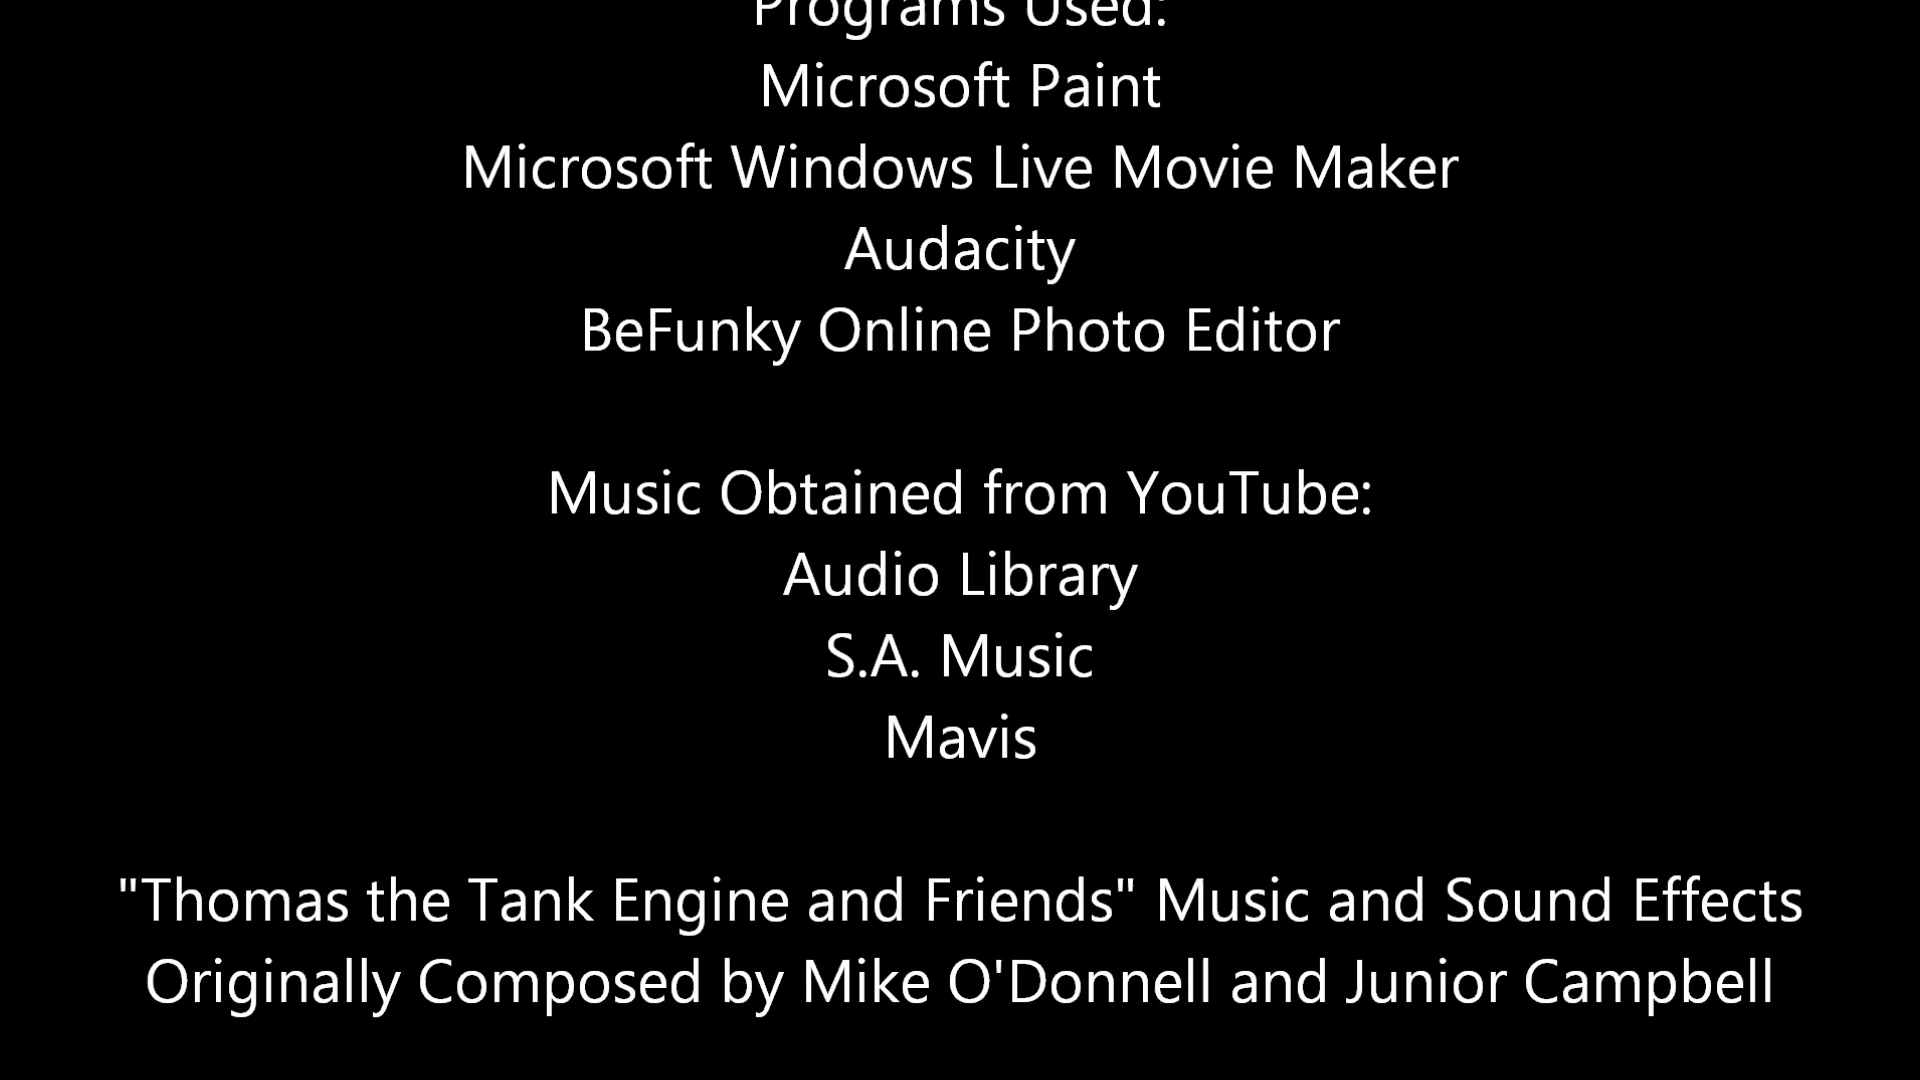 Programs Used:
Microsoft Paint
Microsoft Windows Live Movie Maker
Audacity
BeFunky Online Photo Editor
Music Obtained from YouTube:
Audio Library
S.A. Music
Mavis
"Thomas the Tank Engine and Friends" Music and Sound Effects
Originally Composed by Mike O'Donnell and Junior Campbell